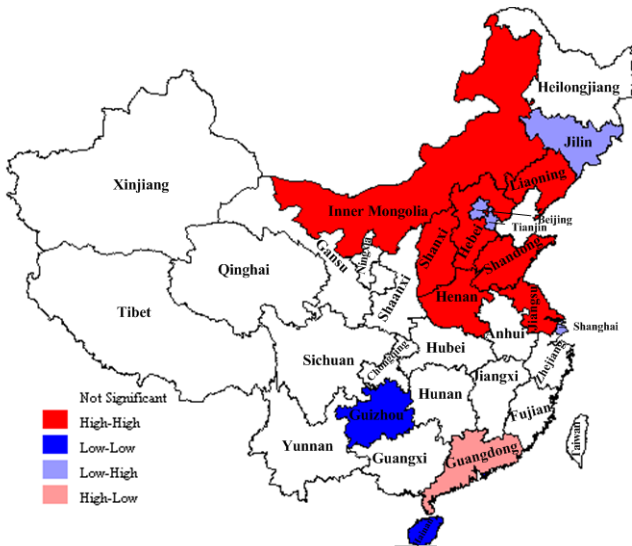 Heilongjiang
Jilin
Xinjiang
Liaoning
Inner Mongolia
Beijing
Tianjin
Hebei
Shanxi
Gansu
Ningxia
Shandong
Qinghai
Shaanxi
Henan
Jiangsu
Tibet
Shanghai
Anhui
Hubei
Sichuan
Chongqing
Zhejiang
Jiangxi
Hunan
Guizhou
Fujian
Yunnan
Guangxi
Guangdong
Taiwan
Not Significant
High-High
Low-Low
Low-High
High-Low